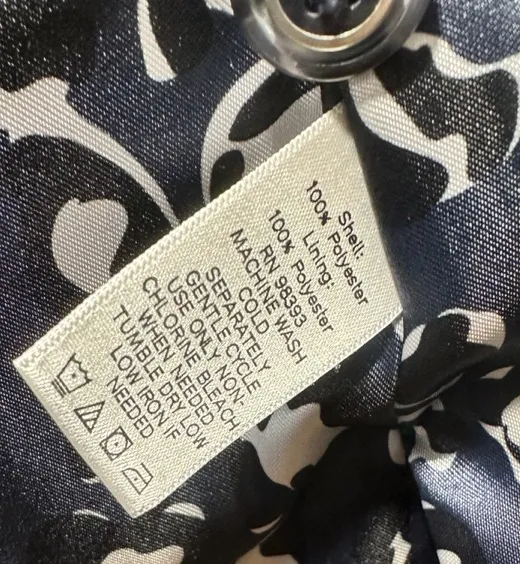 Shell:
100% Polyester
Lining:
100% Polyester
RN 98393
MACHINE WASH
COLD
SEPARATELY
GENTLE CYCLE
USE ONLY NON-
CHLORINE BLEACH
WHEN NEEDED
TUMBLE DRY LOW
LOW IRON IF
NEEDED